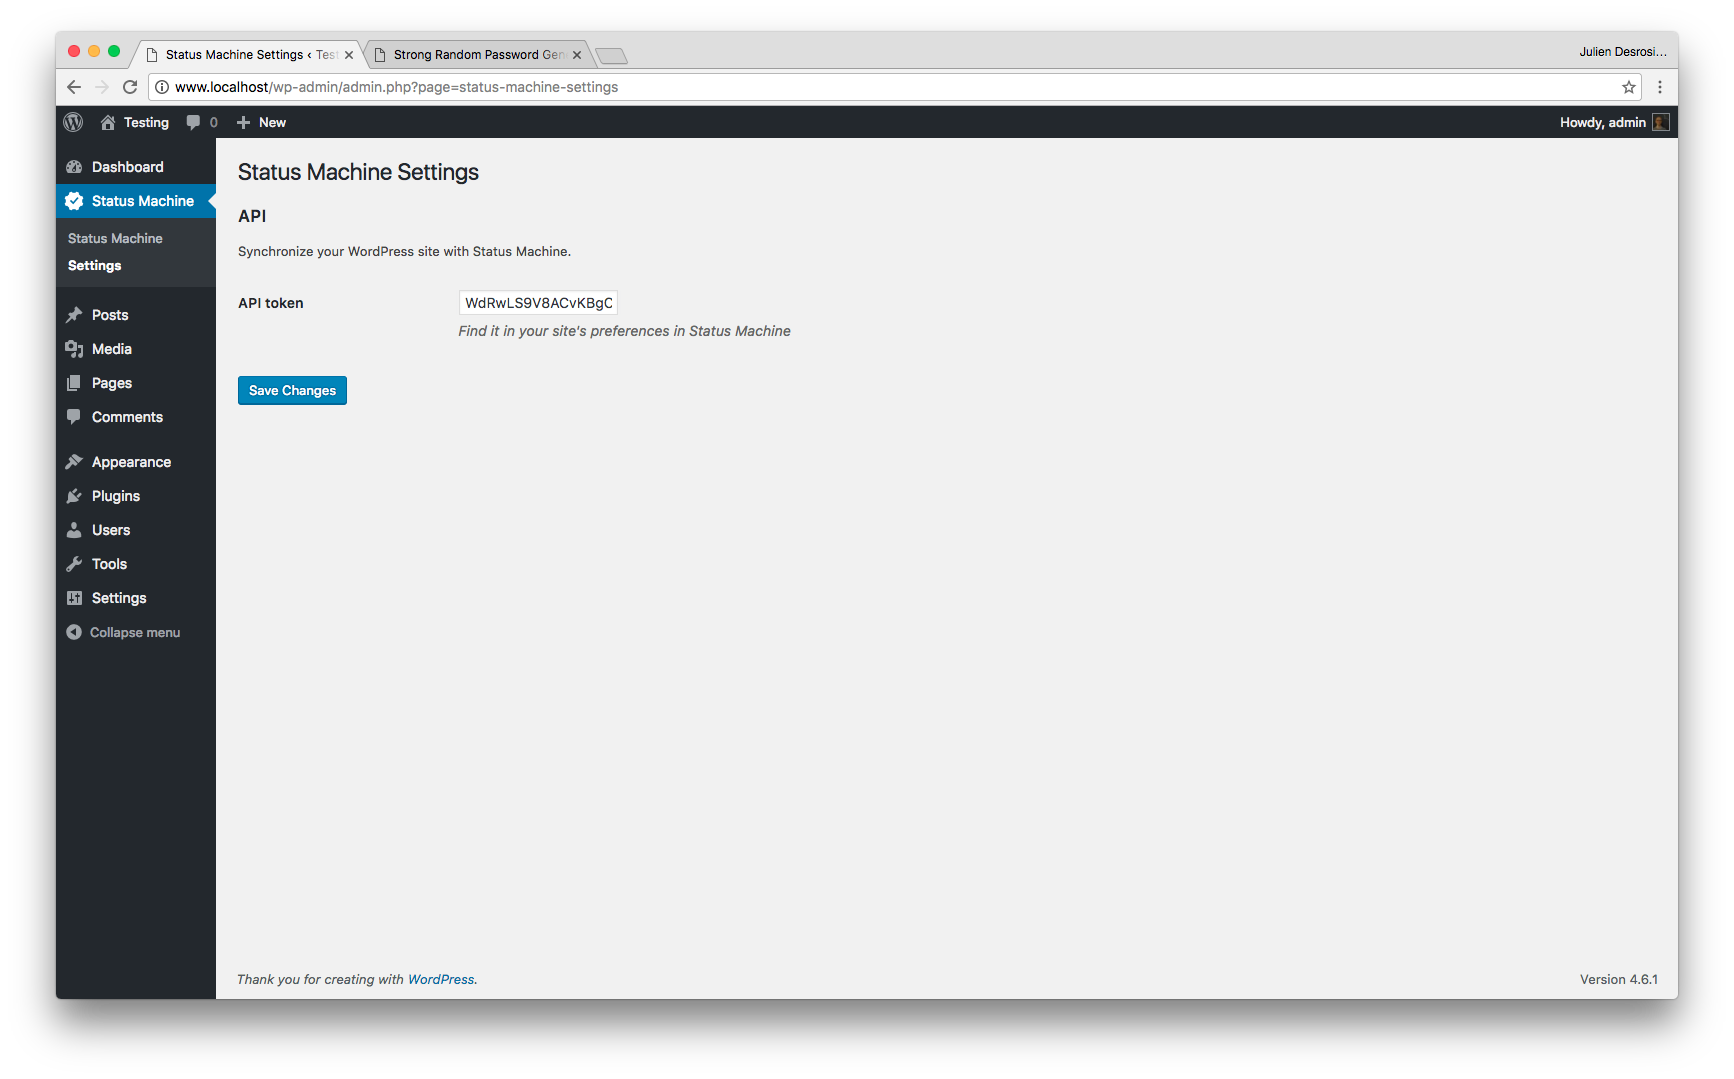 Status Machine Settings ‹ Test
Strong Random Password Gen
Julien Desrosi...
www.localhost/wp-admin/admin.php?page=status-machine-settings
Testing 0 New
Howdy, admin
Dashboard
Status Machine
Status Machine
Settings
Posts
Media
Pages
Comments
Appearance
Plugins
Users
Tools
Settings
Collapse menu
Status Machine Settings
API
Synchronize your WordPress site with Status Machine.
API token
WdRwLS9V8ACvKBgC
Find it in your site's preferences in Status Machine
Save Changes
Thank you for creating with WordPress.
Version 4.6.1